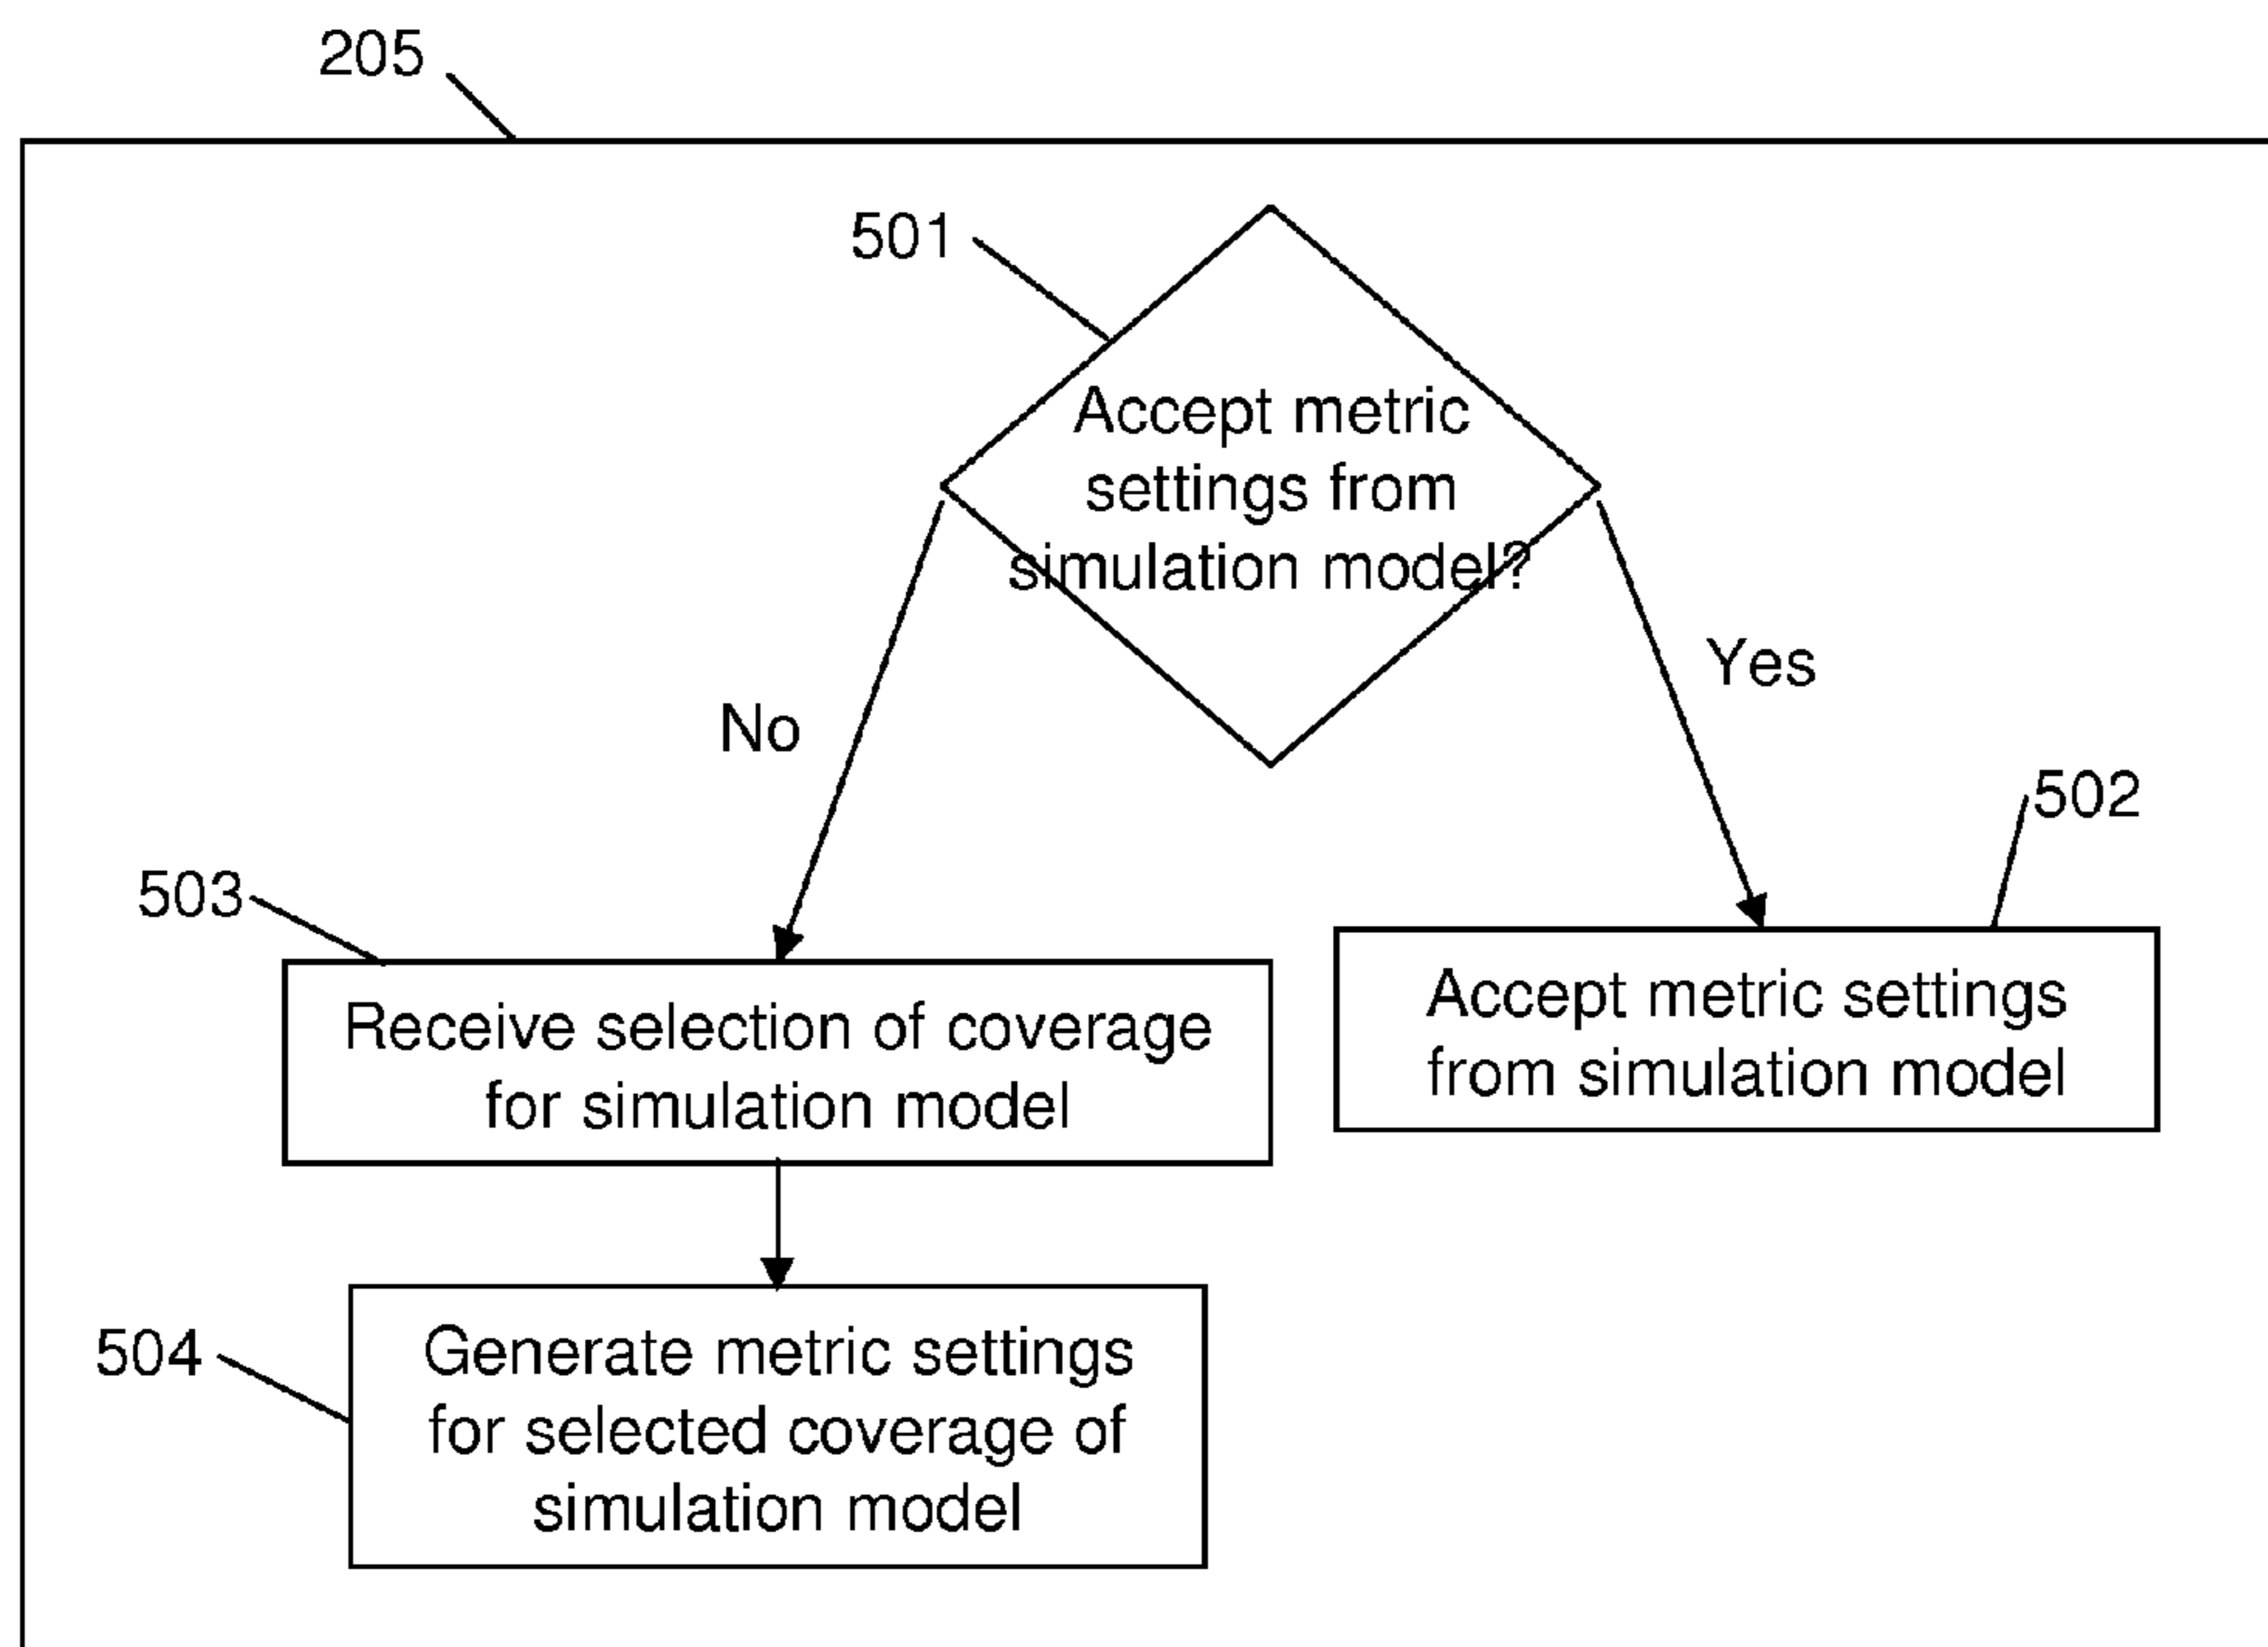 205
501
Accept metric
settings from
simulation model?
No
Yes
502
503
Receive selection of coverage
for simulation model
Accept metric settings
from simulation model
504
Generate metric settings
for selected coverage of
simulation model